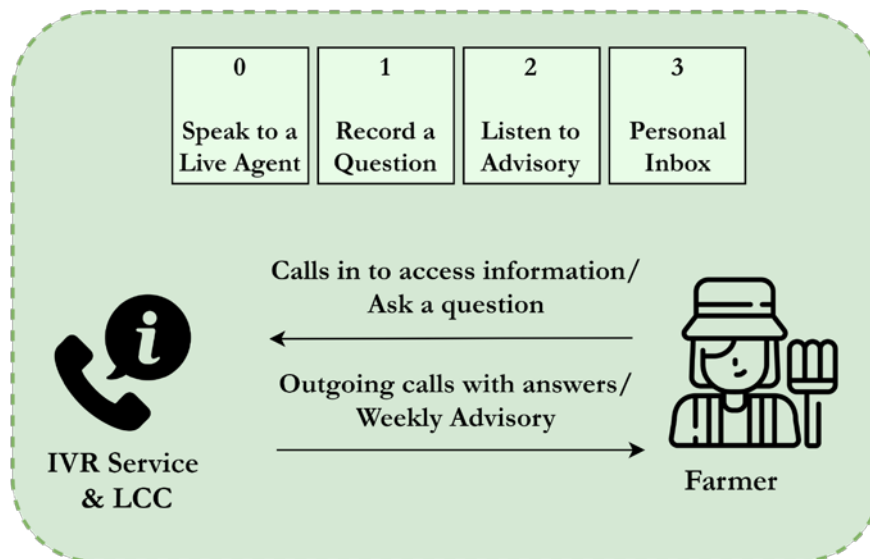 0
Speak to a
Live Agent
1
Record a
Question
2
Listen to
Advisory
3
Personal
Inbox
Calls in to access information/
Ask a question
Outgoing calls with answers/
Weekly Advisory
i
IVR Service
& LCC
Farmer